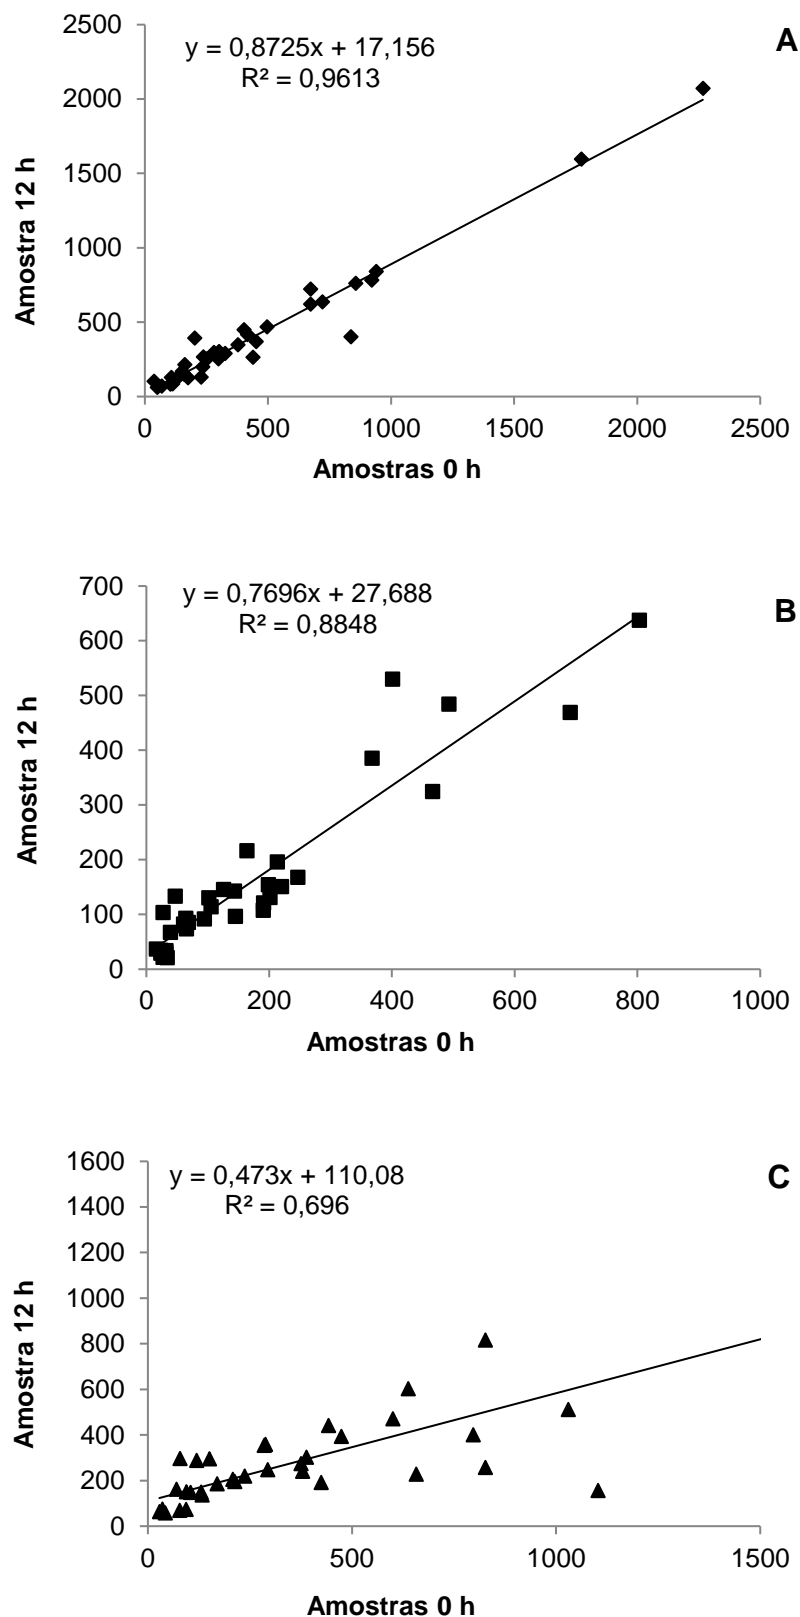 A
y = 0,8725x + 17,156
R² = 0,9613
2500
2000
1500
1000
500
0
Amostra 12 h
0 500 1000 1500 2000 2500
Amostras 0 h
B
y = 0,7696x + 27,688
R² = 0,8848
700
600
500
400
300
200
100
0
Amostra 12 h
0 200 400 600 800 1000
Amostras 0 h
C
y = 0,473x + 110,08
R² = 0,696
1600
1400
1200
1000
800
600
400
200
0
Amostra 12 h
0 500 1000 1500
Amostras 0 h